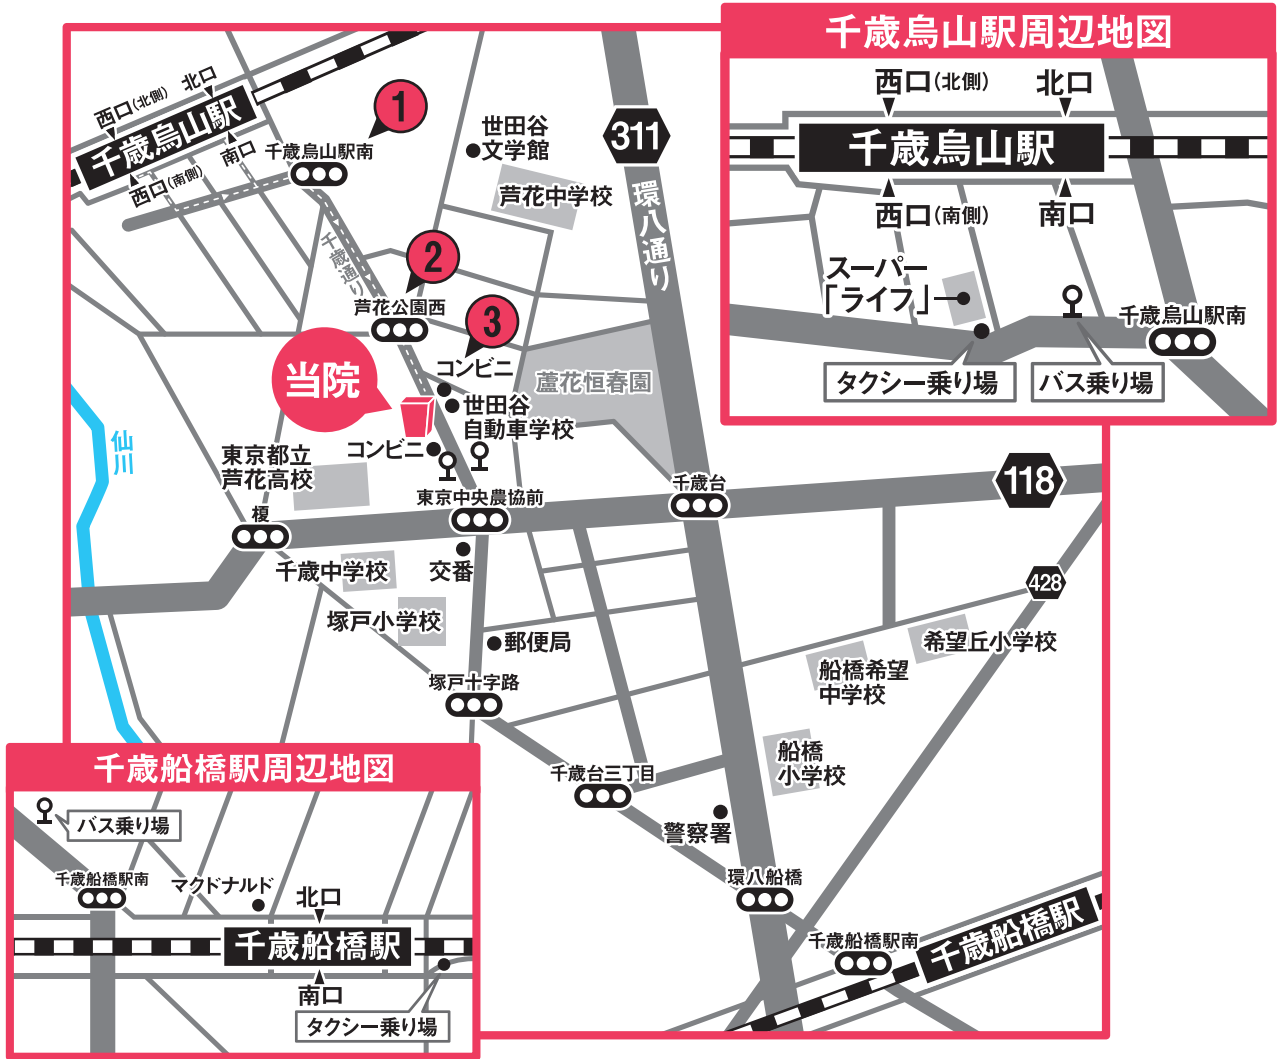 千歳烏山駅周辺地図
西口(北側)
北口
千歳烏山駅
西口(南側)
南口
スーパー
「ライフ」
千歳烏山駅南
タクシー乗り場
バス乗り場
北口
西口(北側)
千歳烏山駅
南口
西口(南側)
千歳烏山駅南
1
世田谷
文学館
芦花中学校
311
環八通り
千歳通り
2
芦花公園西
3
コンビニ
当院
蘆花恒春園
世田谷
自動車学校
コンビニ
東京都立
芦花高校
仙川
東京中央農協前
千歳台
118
榎
千歳中学校
交番
428
塚戸小学校
郵便局
希望丘小学校
船橋希望
中学校
塚戸十字路
船橋
小学校
千歳台三丁目
警察署
環八船橋
千歳船橋駅南
千歳船橋駅
千歳船橋駅周辺地図
バス乗り場
千歳船橋駅南
マクドナルド
北口
千歳船橋駅
南口
タクシー乗り場